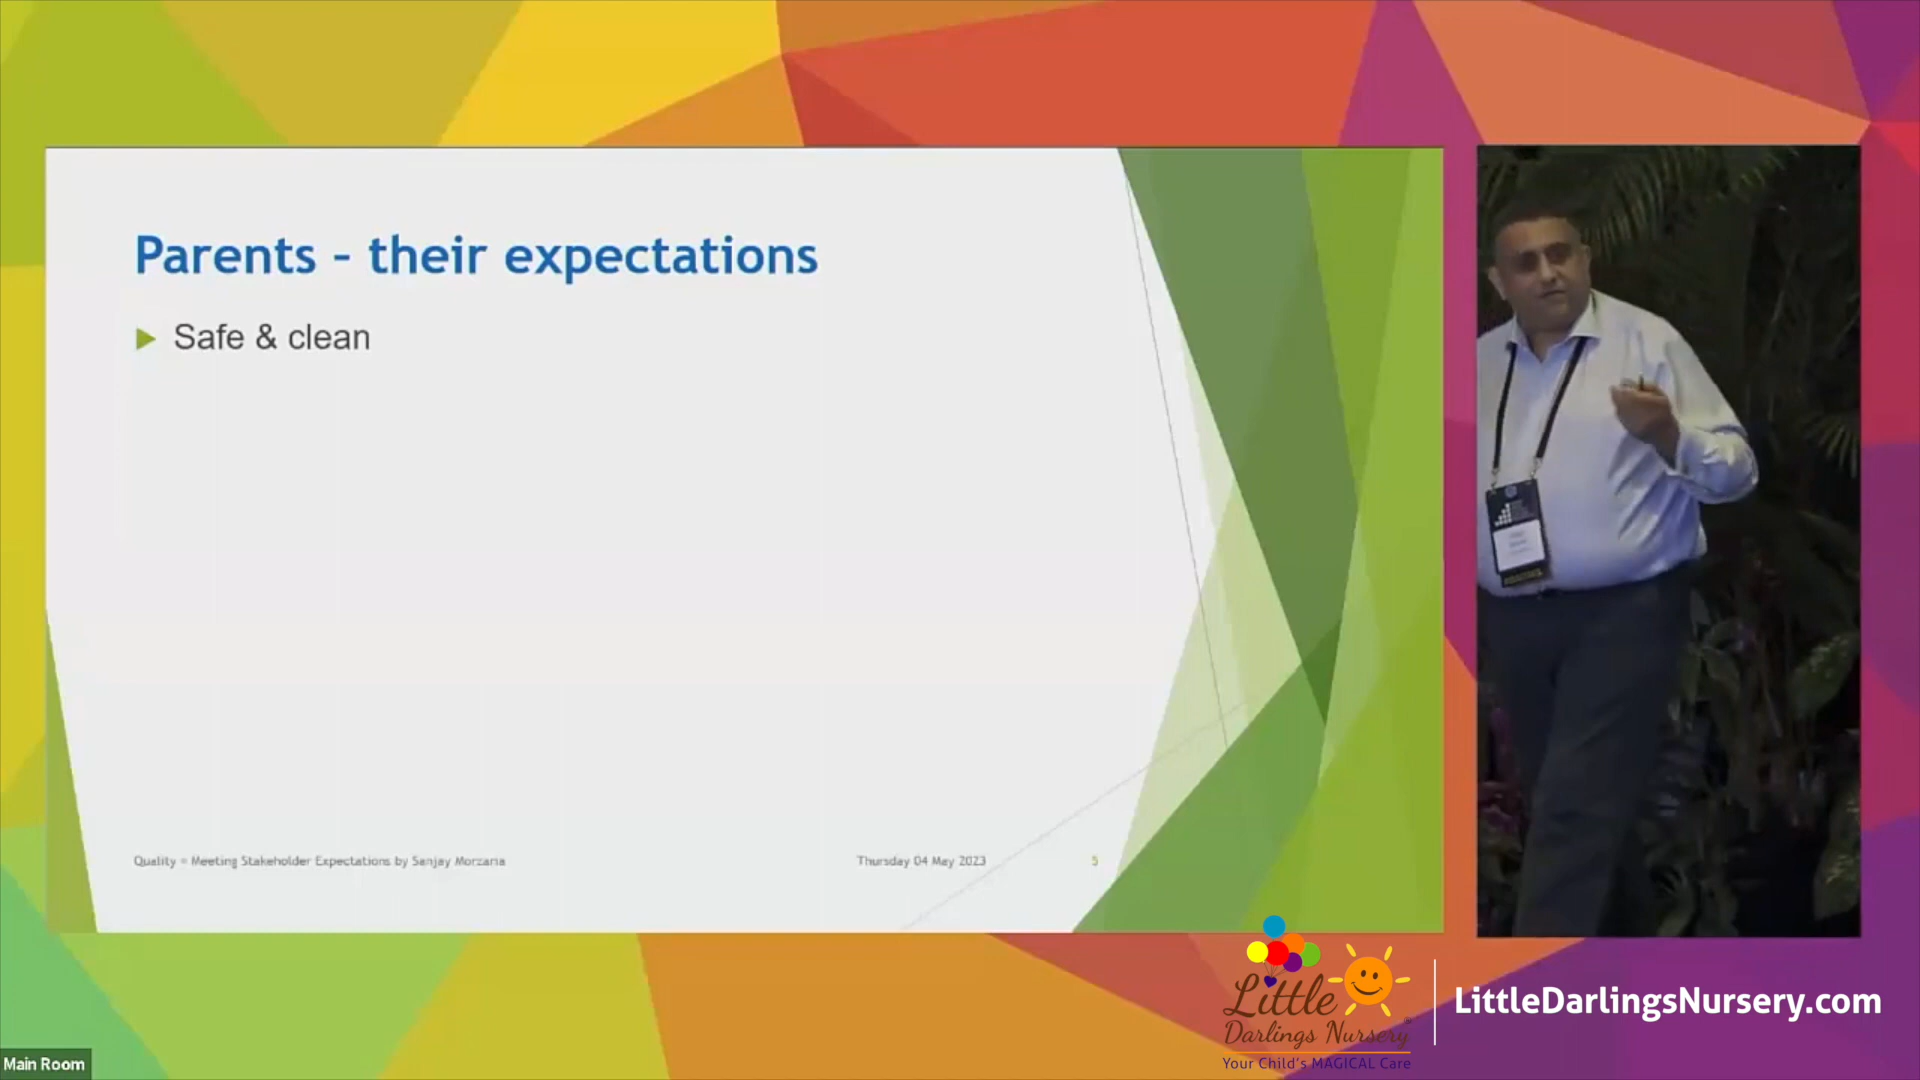 Parents - their expectations
Safe & clean
Quality = Meeting Stakeholder Expectations by Sanjay Morzaria
Thursday 04 May 2023
5
Little
Darlings Nursery
Your Child's MAGICAL Care
LittleDarlingsNursery.com
Main Room